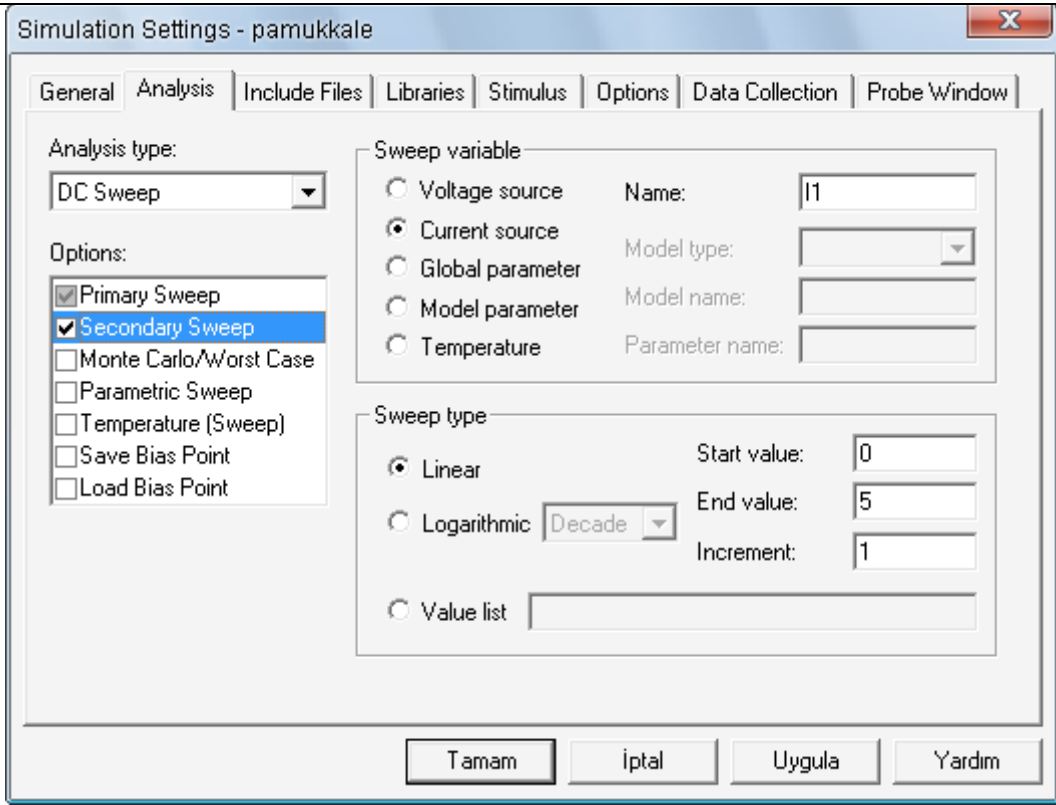 Simulation Settings - pamukkale
General Analysis Include Files Libraries Stimulus Options Data Collection Probe Window
Analysis type:
DC Sweep
Options:
Primary Sweep
Secondary Sweep
Monte Carlo/Worst Case
Parametric Sweep
Temperature (Sweep)
Save Bias Point
Load Bias Point
Sweep variable
Voltage source
Current source
Global parameter
Model parameter
Temperature
Name: I1
Model type:
Model name:
Parameter name:
Sweep type
Linear
Logarithmic Decade
Value list
Start value: 0
End value: 5
Increment: 1
Tamam İptal Uygula Yardım